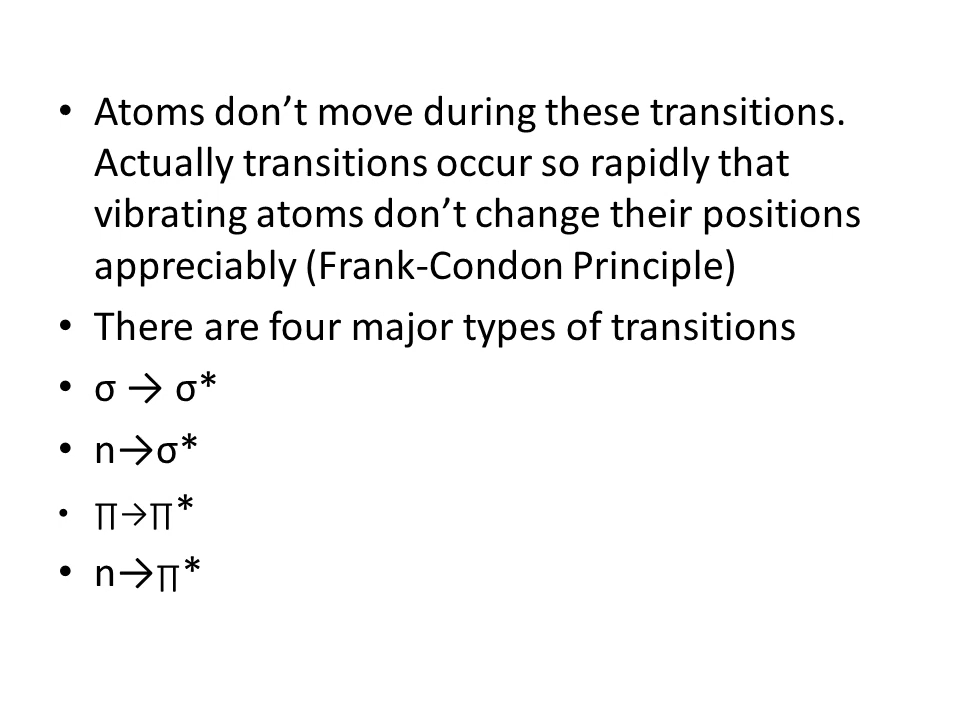 • Atoms don’t move during these transitions.
Actually transitions occur so rapidly that
vibrating atoms don’t change their positions
appreciably (Frank-Condon Principle)
• There are four major types of transitions
• σ → σ*
• n→σ*
• ∏→∏*
• n→∏*